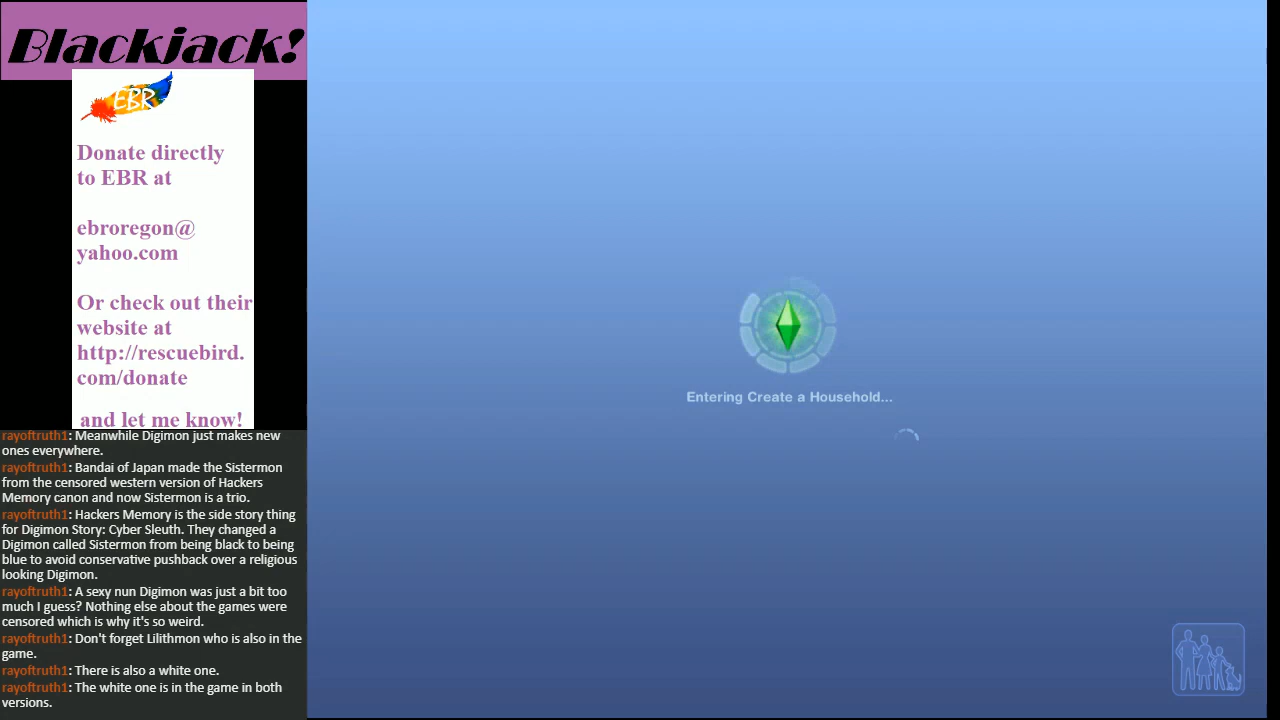 Blackjack!
EBR
Donate directly
to EBR at
ebroregon@
yahoo.com
Or check out their
website at
http://rescuebird.
com/donate
and let me know!
rayoftruth1: Meanwhile Digimon just makes new
ones everywhere.
rayoftruth1: Bandai of Japan made the Sistermon
from the censored western version of Hackers
Memory canon and now Sistermon is a trio.
rayoftruth1: Hackers Memory is the side story thing
for Digimon Story: Cyber Sleuth. They changed a
Digimon called Sistermon from being black to being
blue to avoid conservative pushback over a religious
looking Digimon.
rayoftruth1: A sexy nun Digimon was just a bit too
much I guess? Nothing else about the games were
censored which is why it's so weird.
rayoftruth1: Don't forget Lilithmon who is also in the
game.
rayoftruth1: There is also a white one.
rayoftruth1: The white one is in the game in both
versions.
Entering Create a Household...